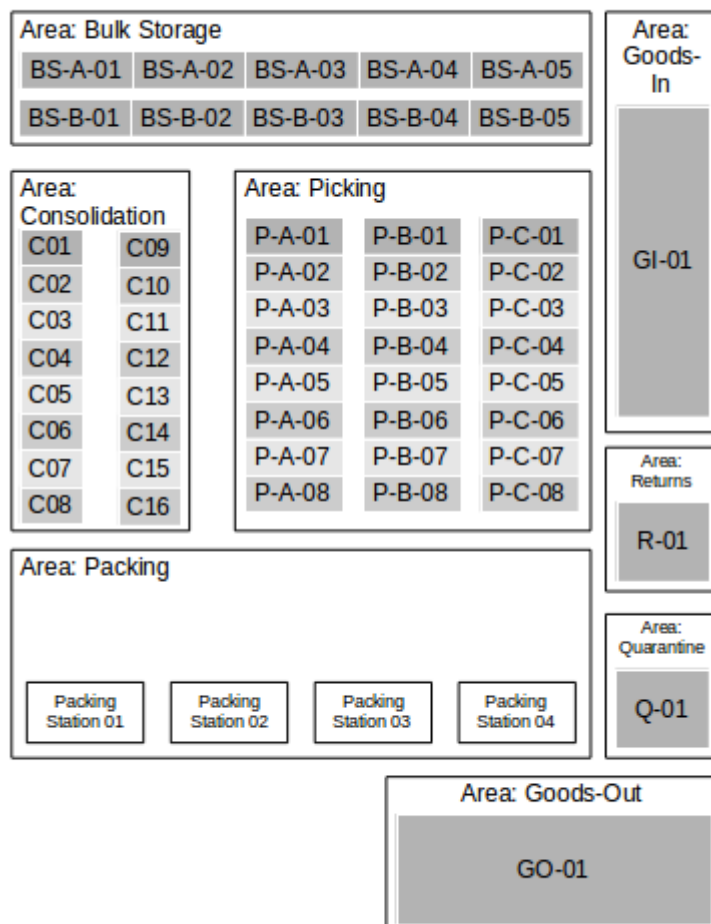 Area: Bulk Storage
BS-A-01 BS-A-02 BS-A-03 BS-A-04 BS-A-05
BS-B-01 BS-B-02 BS-B-03 BS-B-04 BS-B-05
Area:
Goods-
In
GI-01
Area:
Consolidation
C01 C09
C02 C10
C03 C11
C04 C12
C05 C13
C06 C14
C07 C15
C08 C16
Area: Picking
P-A-01 P-B-01 P-C-01
P-A-02 P-B-02 P-C-02
P-A-03 P-B-03 P-C-03
P-A-04 P-B-04 P-C-04
P-A-05 P-B-05 P-C-05
P-A-06 P-B-06 P-C-06
P-A-07 P-B-07 P-C-07
P-A-08 P-B-08 P-C-08
Area:
Returns
R-01
Area: Packing
Packing
Station 01
Packing
Station 02
Packing
Station 03
Packing
Station 04
Area:
Quarantine
Q-01
Area: Goods-Out
GO-01